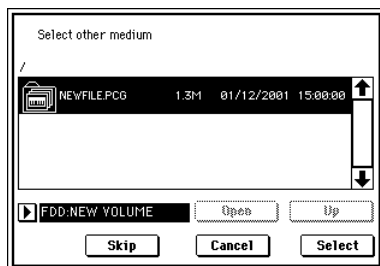 Select other medium
/
NEWFILE.PCG 1.3M 01/12/2001 15:00:00
FDD:NEW VOLUME Open Up
Skip Cancel Select